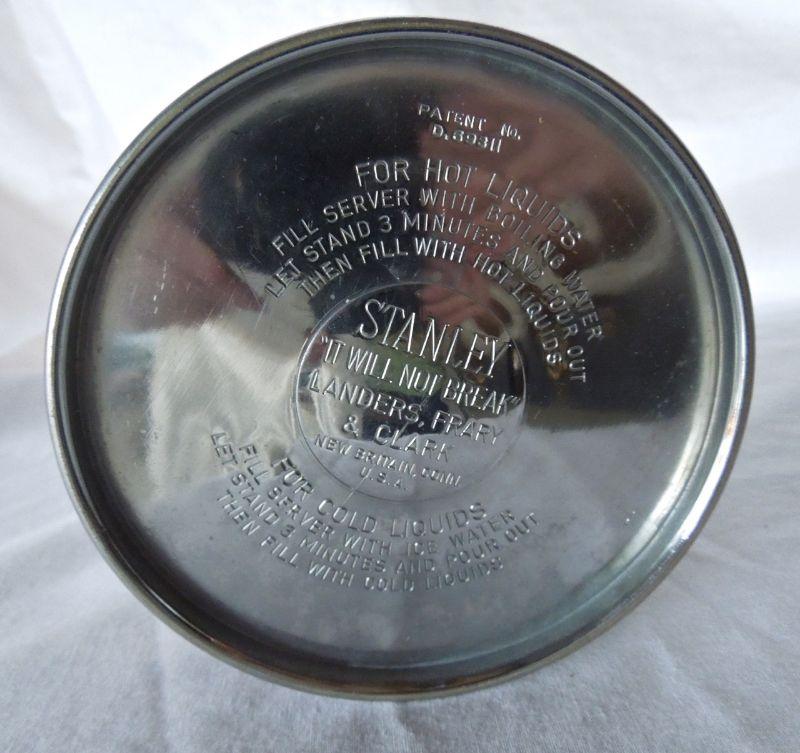 PATENT No.
D.69811
FOR HOT LIQUIDS
FILL SERVER WITH BOILING WATER
LET STAND 3 MINUTES AND POUR OUT
THEN FILL WITH HOT LIQUIDS
STANLEY
"IT WILL NOT BREAK"
LANDERS, FRARY
& CLARK
NEW BRITAIN, CONN.
U.S.A.
FOR COLD LIQUIDS
FILL SERVER WITH ICE WATER
LET STAND 3 MINUTES AND POUR OUT
THEN FILL WITH COLD LIQUIDS